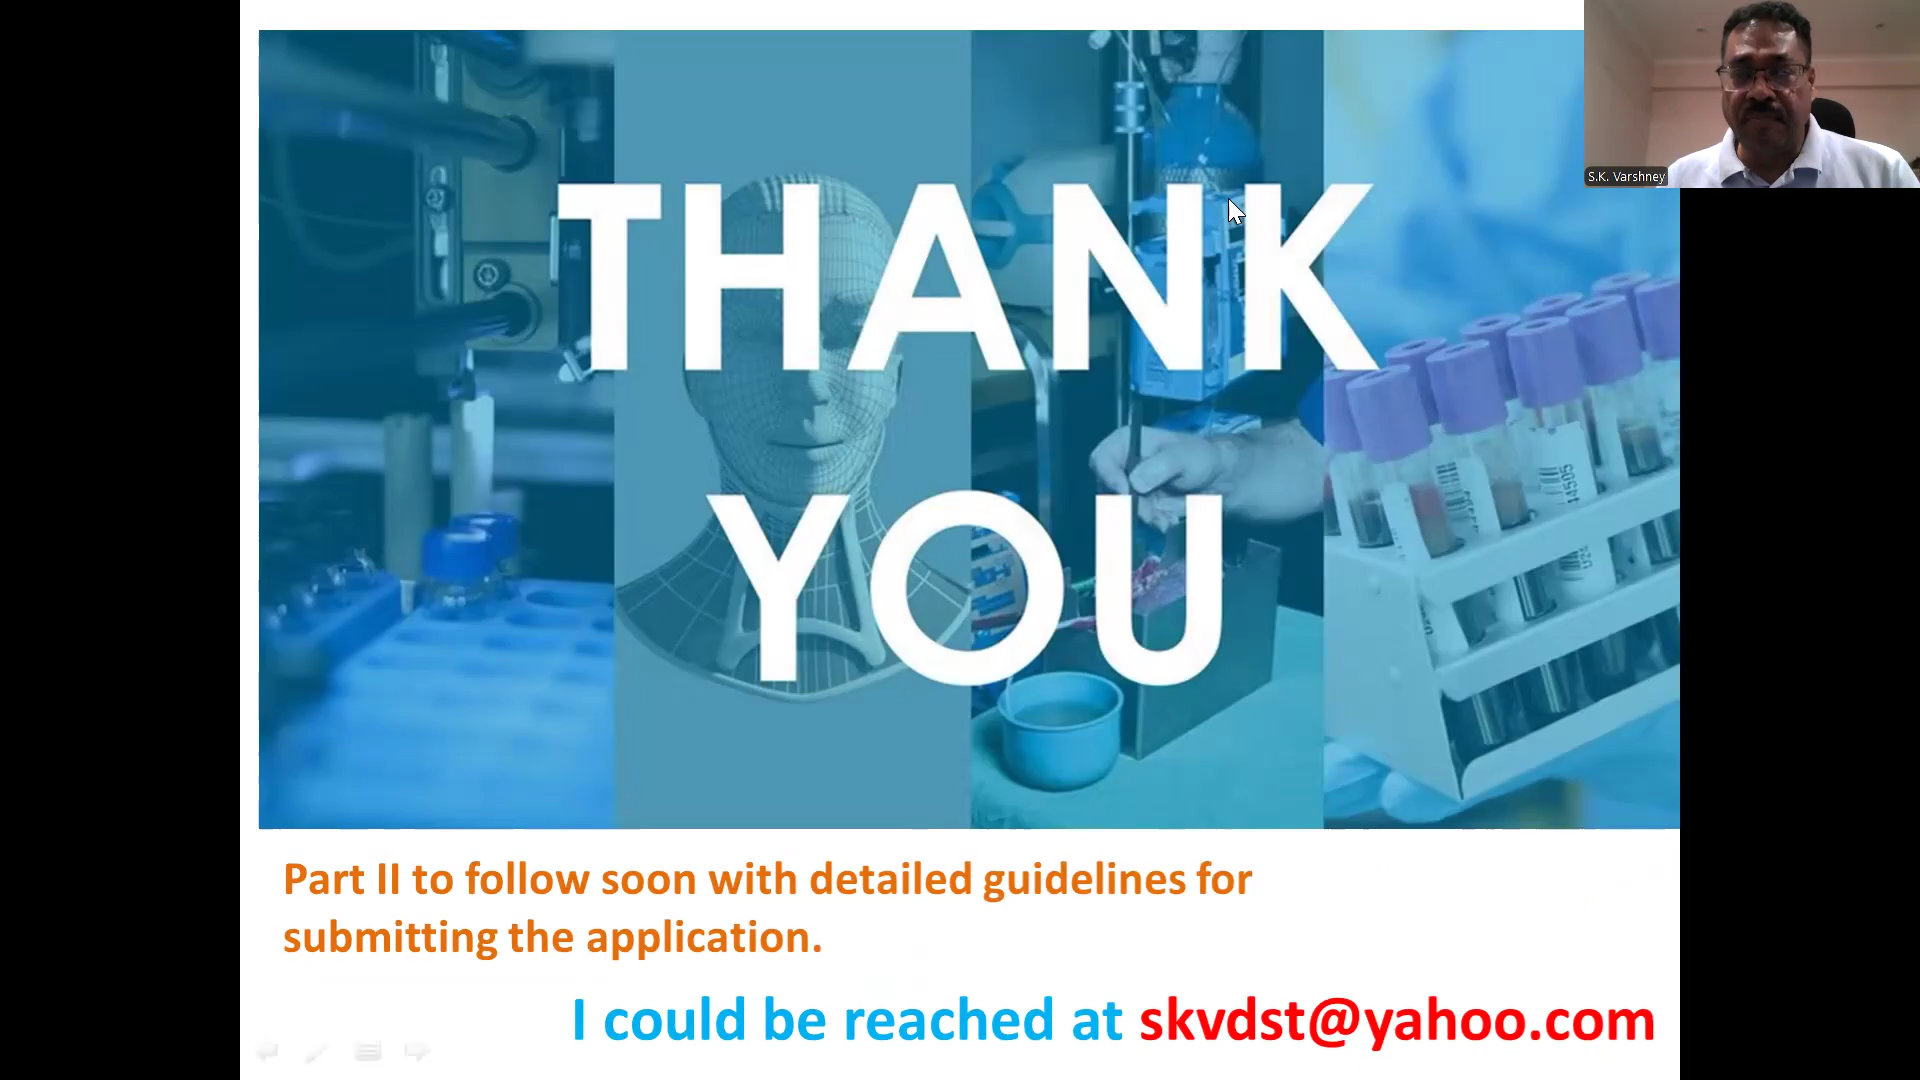 S.K. Varshney
THANK
YOU
Part II to follow soon with detailed guidelines for
submitting the application.
I could be reached at skvdst@yahoo.com